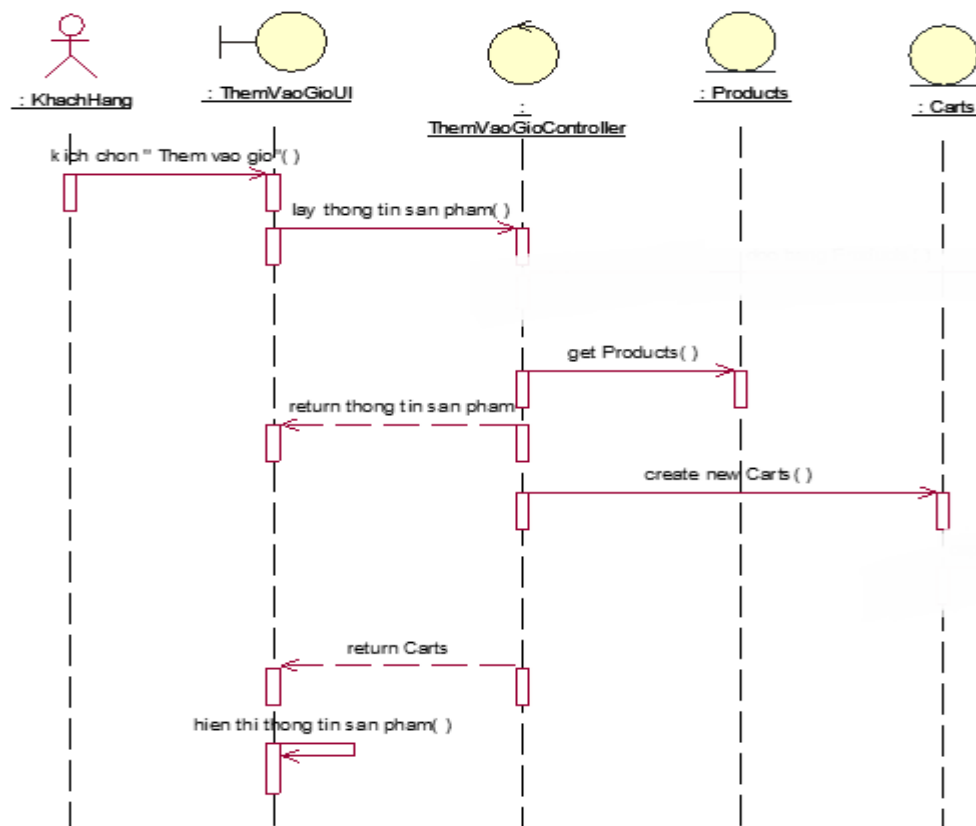 : KhachHang
: ThemVaoGioUI
:
ThemVaoGioController
: Products
: Carts
kich chon " Them vao gio"( )
lay thong tin san pham( )
get Products( )
return thong tin san pham
create new Carts( )
return Carts
hien thi thong tin san pham( )